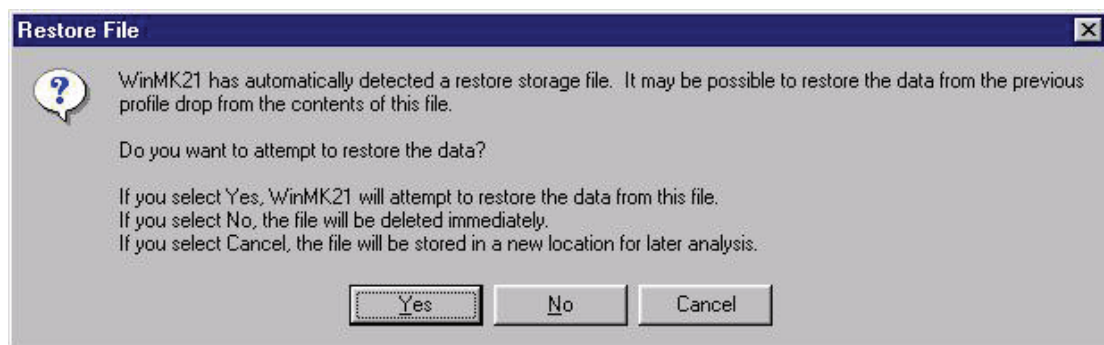 Restore File
WinMK21 has automatically detected a restore storage file.  It may be possible to restore the data from the previous
profile drop from the contents of this file.
Do you want to attempt to restore the data?
If you select Yes, WinMK21 will attempt to restore the data from this file.
If you select No, the file will be deleted immediately.
If you select Cancel, the file will be stored in a new location for later analysis.
Yes No Cancel